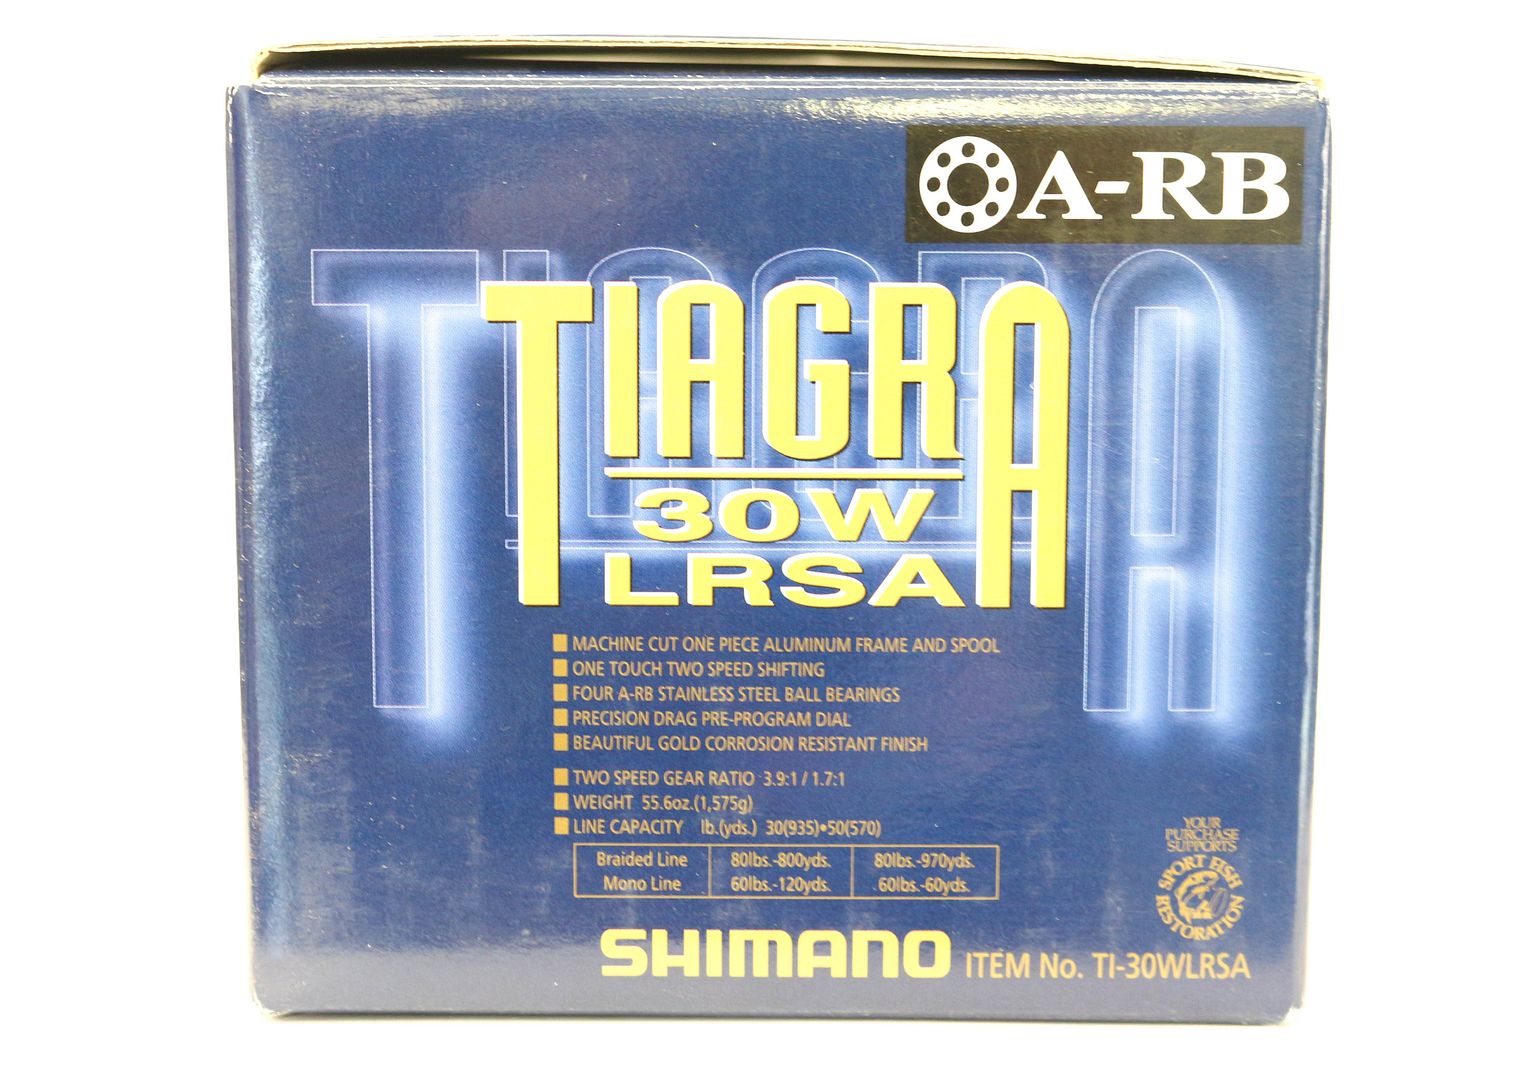 A-RB
TIAGRA
30W
LRSA
MACHINE CUT ONE PIECE ALUMINUM FRAME AND SPOOL
ONE TOUCH TWO SPEED SHIFTING
FOUR A-RB STAINLESS STEEL BALL BEARINGS
PRECISION DRAG PRE-PROGRAM DIAL
BEAUTIFUL GOLD CORROSION RESISTANT FINISH
TWO SPEED GEAR RATIO 3.9:1 / 1.7:1
WEIGHT 55.6oz.(1,575g)
LINE CAPACITY lb.(yds.) 30(935)•50(570)
Braided Line 80lbs.-800yds. 80lbs.-970yds.
Mono Line 60lbs.-120yds. 60lbs.-60yds.
YOUR
PURCHASE
SUPPORTS
SPORT FISH
RESTORATION
SHIMANO ITEM No. TI-30WLRSA